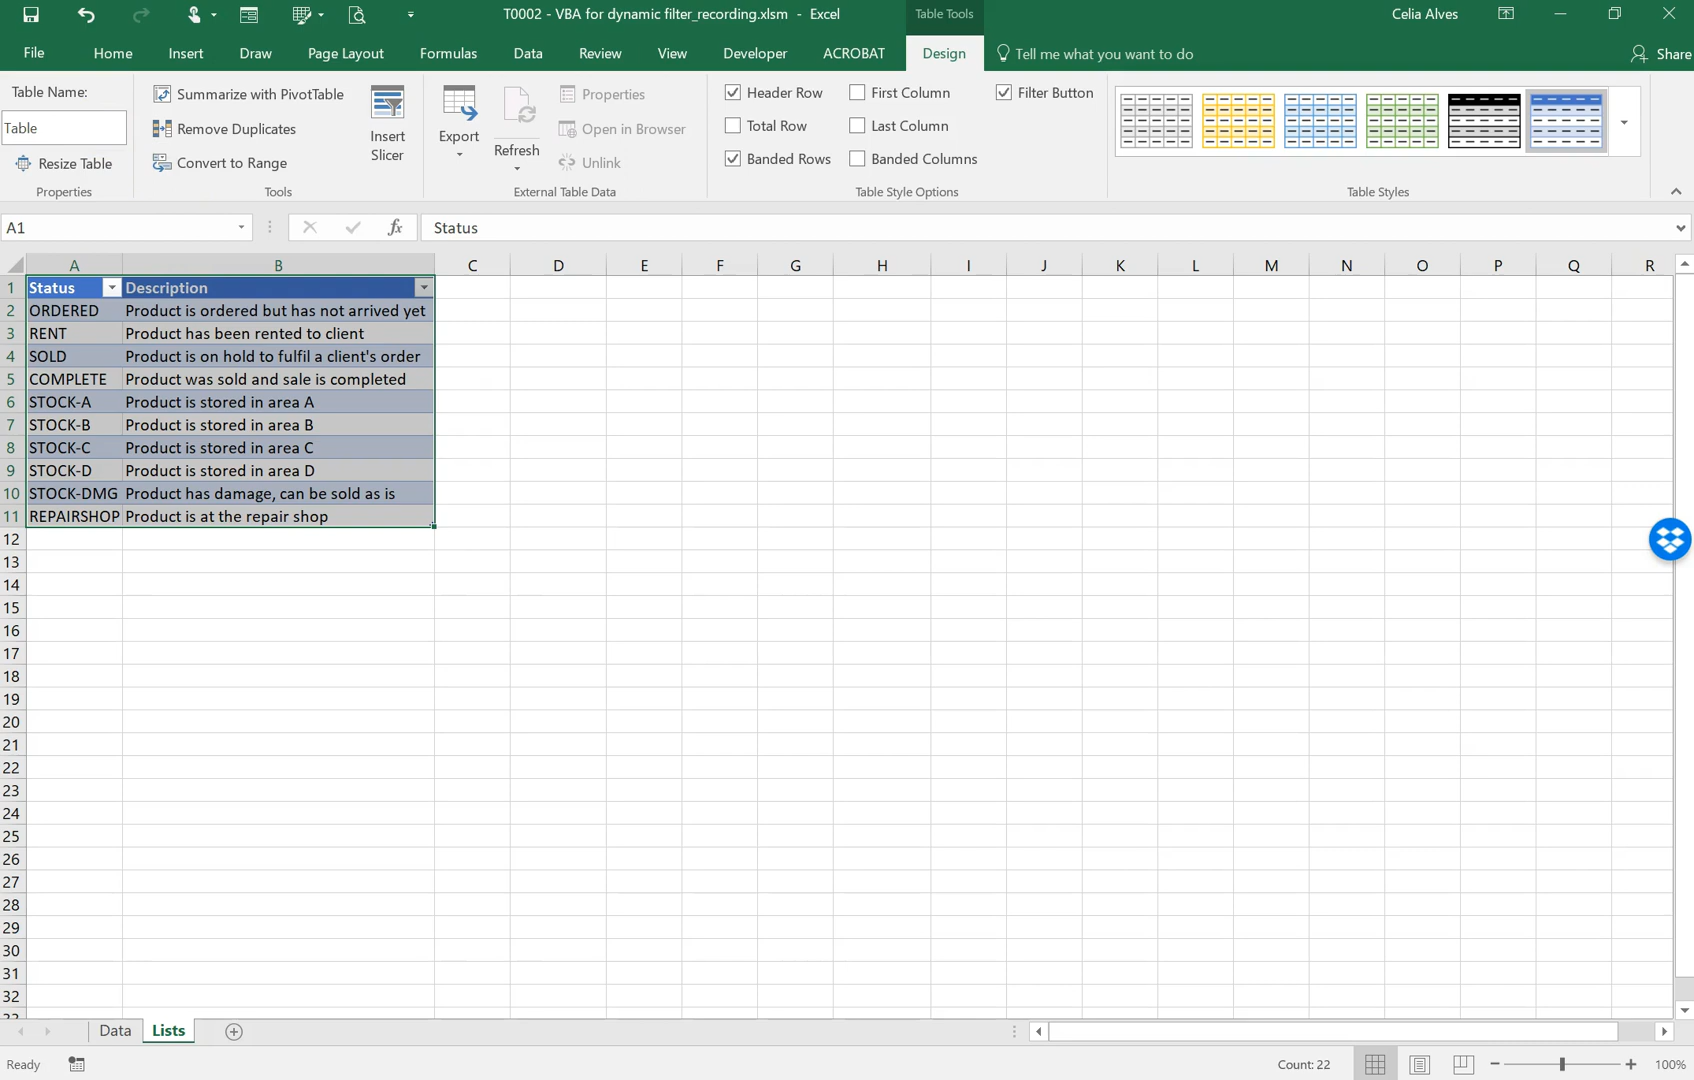 T0002 - VBA for dynamic filter_recording.xlsm - Excel
Table Tools
Celia Alves
File Home Insert Draw Page Layout Formulas Data Review View Developer ACROBAT Design Tell me what you want to do Share
Table Name:
Table
Resize Table
Properties
Summarize with PivotTable
Remove Duplicates
Convert to Range
Tools
Insert
Slicer
Export
Refresh
Properties
Open in Browser
Unlink
External Table Data
Header Row
Total Row
Banded Rows
First Column
Last Column
Banded Columns
Filter Button
Table Style Options
Table Styles
A1
fx
Status
A B C D E F G H I J K L M N O P Q R
1 Status Description
2 ORDERED Product is ordered but has not arrived yet
3 RENT Product has been rented to client
4 SOLD Product is on hold to fulfil a client's order
5 COMPLETE Product was sold and sale is completed
6 STOCK-A Product is stored in area A
7 STOCK-B Product is stored in area B
8 STOCK-C Product is stored in area C
9 STOCK-D Product is stored in area D
10 STOCK-DMG Product has damage, can be sold as is
11 REPAIRSHOP Product is at the repair shop
12
13
14
15
16
17
18
19
20
21
22
23
24
25
26
27
28
29
30
31
32
33
Data Lists
Ready
Count: 22
100%